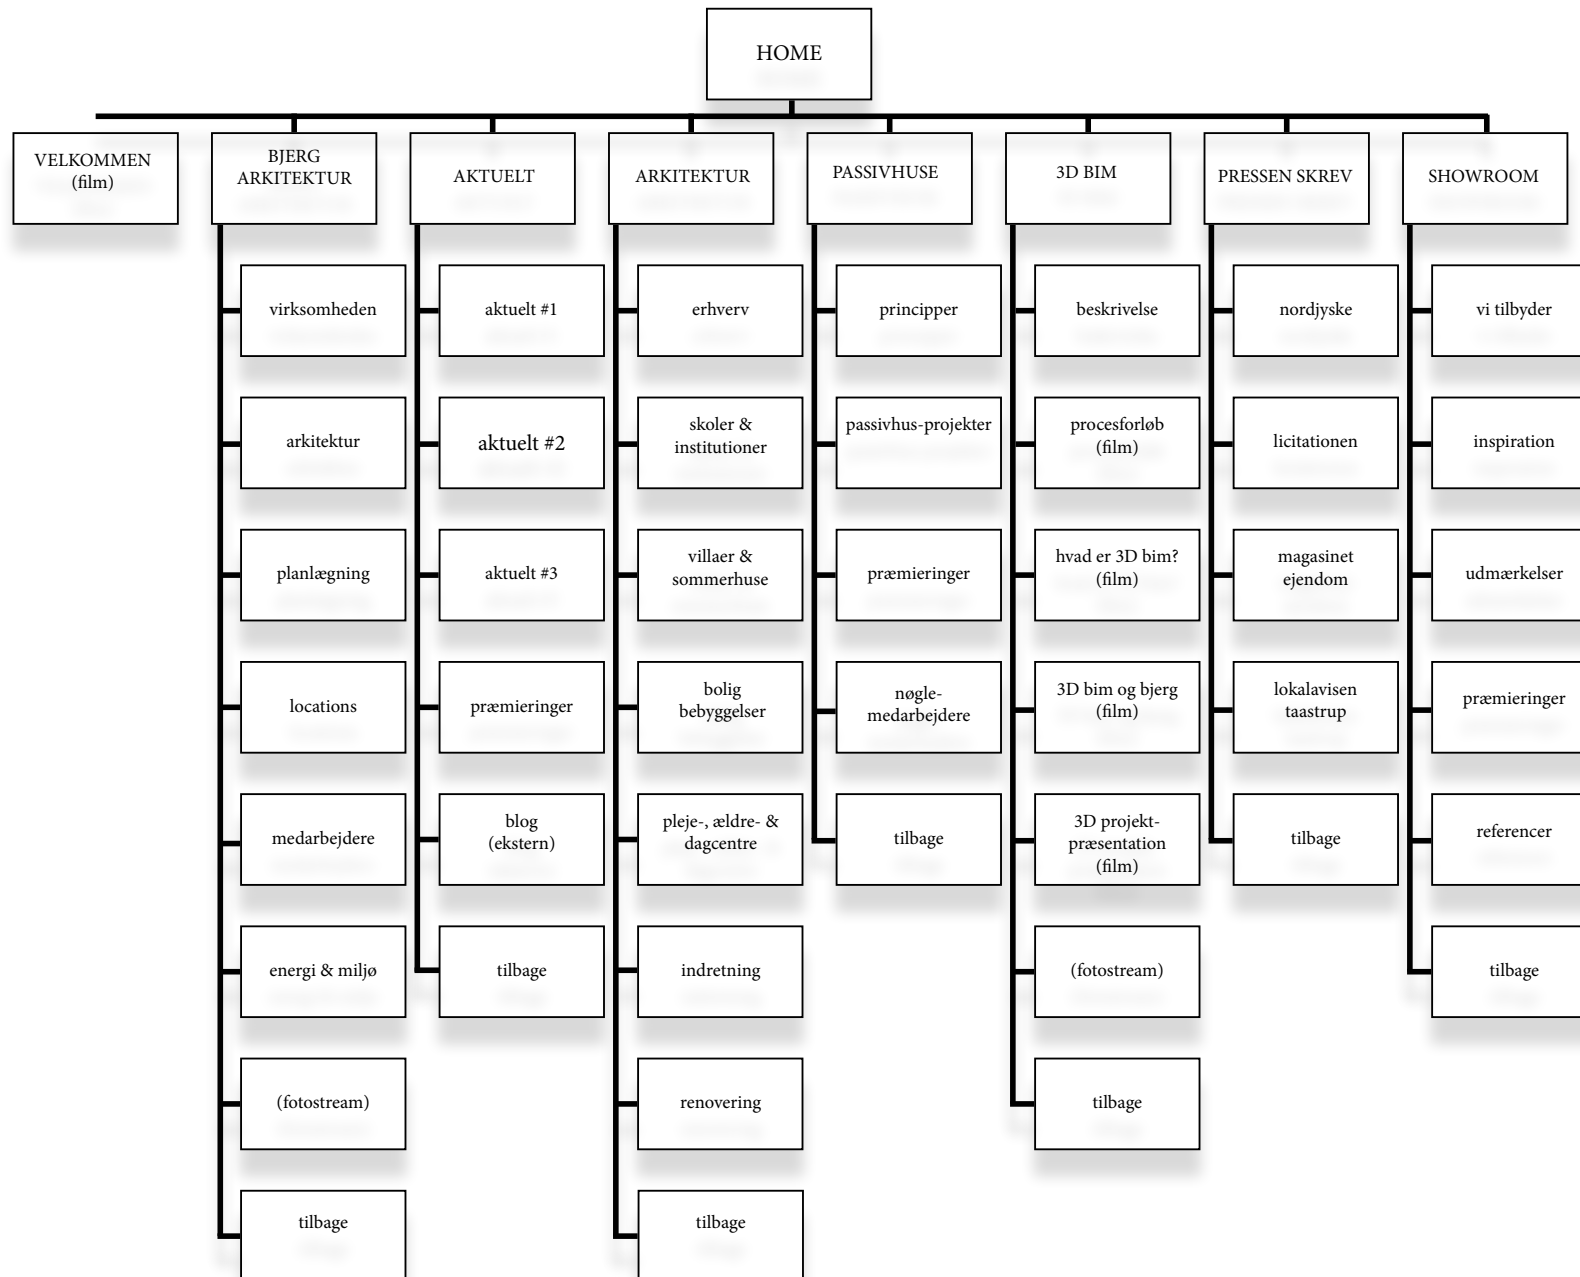 HOME
VELKOMMEN
(film)
BJERG
ARKITEKTUR
AKTUELT
ARKITEKTUR
PASSIVHUSE
3D BIM
PRESSEN SKREV
SHOWROOM
virksomheden
arkitektur
planlægning
locations
medarbejdere
energi & miljø
(fotostream)
tilbage
aktuelt #1
aktuelt #2
aktuelt #3
præmieringer
blog
(ekstern)
tilbage
erhverv
skoler &
institutioner
villaer &
sommerhuse
bolig
bebyggelser
pleje-, ældre- &
dagcentre
indretning
renovering
tilbage
principper
passivhus-projekter
præmieringer
nøgle-
medarbejdere
tilbage
beskrivelse
procesforløb
(film)
hvad er 3D bim?
(film)
3D bim og bjerg
(film)
3D projekt-
præsentation
(film)
(fotostream)
tilbage
nordjyske
licitationen
magasinet
ejendom
lokalavisen
taastrup
tilbage
vi tilbyder
inspiration
udmærkelser
præmieringer
referencer
tilbage